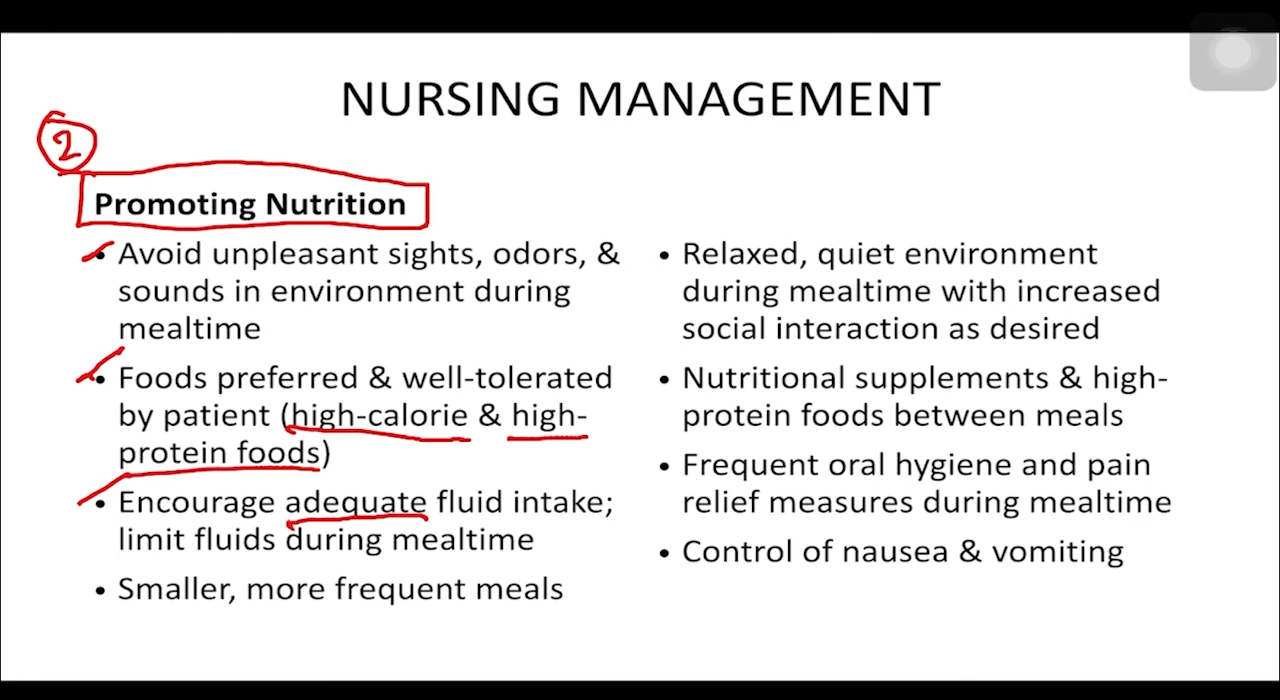 NURSING MANAGEMENT
2
Promoting Nutrition
• Avoid unpleasant sights, odors, &
sounds in environment during
mealtime
• Foods preferred & well-tolerated
by patient (high-calorie & high-
protein foods)
• Encourage adequate fluid intake;
limit fluids during mealtime
• Smaller, more frequent meals
• Relaxed, quiet environment
during mealtime with increased
social interaction as desired
• Nutritional supplements & high-
protein foods between meals
• Frequent oral hygiene and pain
relief measures during mealtime
• Control of nausea & vomiting